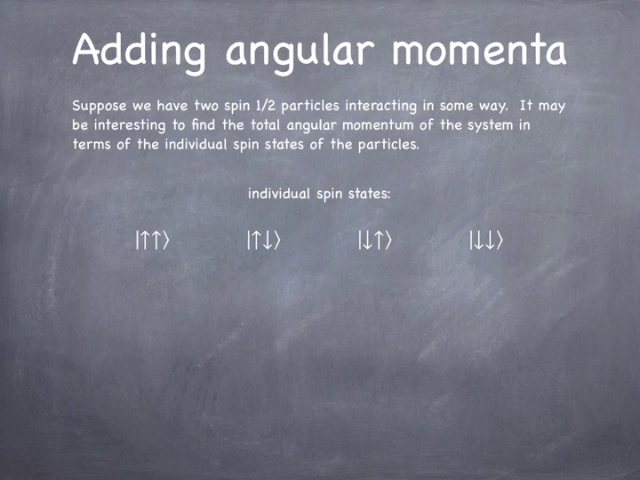 Adding angular momenta
Suppose we have two spin 1/2 particles interacting in some way. It may
be interesting to find the total angular momentum of the system in
terms of the individual spin states of the particles.
individual spin states:
|↑↑⟩ |↑↓⟩ |↓↑⟩ |↓↓⟩